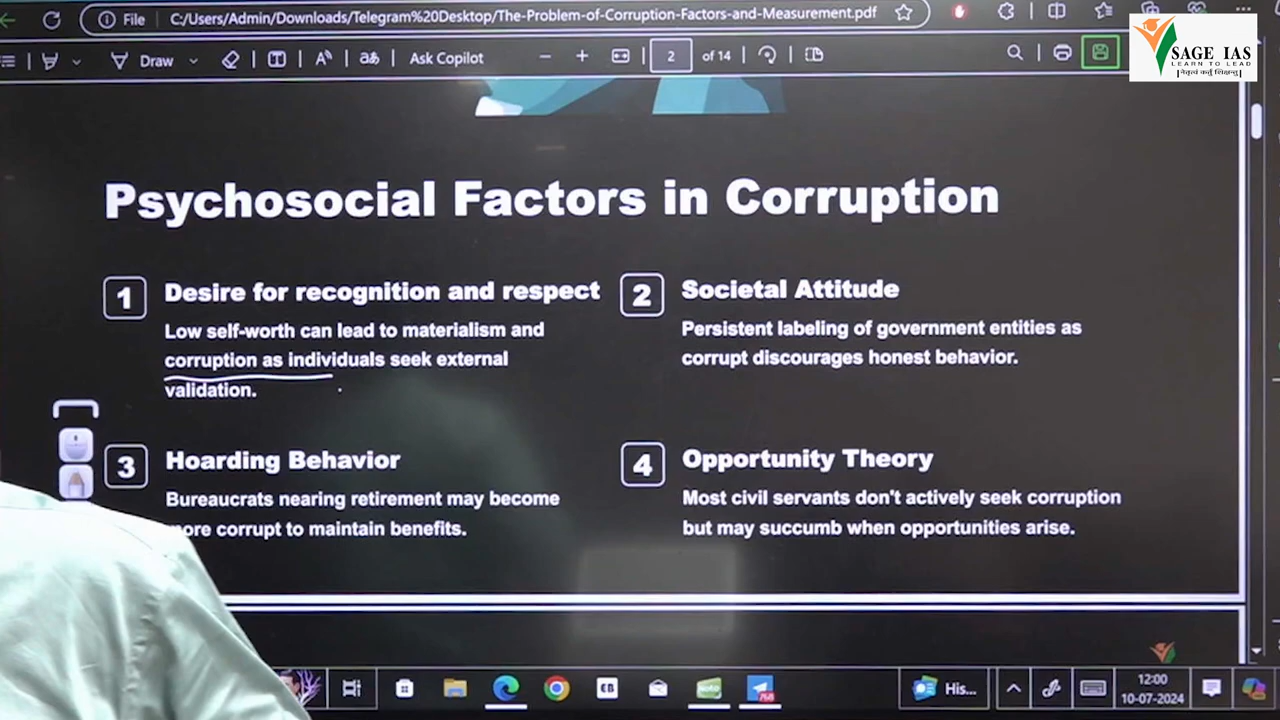 File
C:/Users/Admin/Downloads/Telegram%20Desktop/The-Problem-of-Corruption-Factors-and-Measurement.pdf
Draw
Ask Copilot
2
of 14
SAGE IAS
LEARN TO LEAD
Psychosocial Factors in Corruption
1
Desire for recognition and respect
Low self-worth can lead to materialism and
corruption as individuals seek external
validation.
2
Societal Attitude
Persistent labeling of government entities as
corrupt discourages honest behavior.
3
Hoarding Behavior
Bureaucrats nearing retirement may become
more corrupt to maintain benefits.
4
Opportunity Theory
Most civil servants don't actively seek corruption
but may succumb when opportunities arise.
His...
12:00
10-07-2024